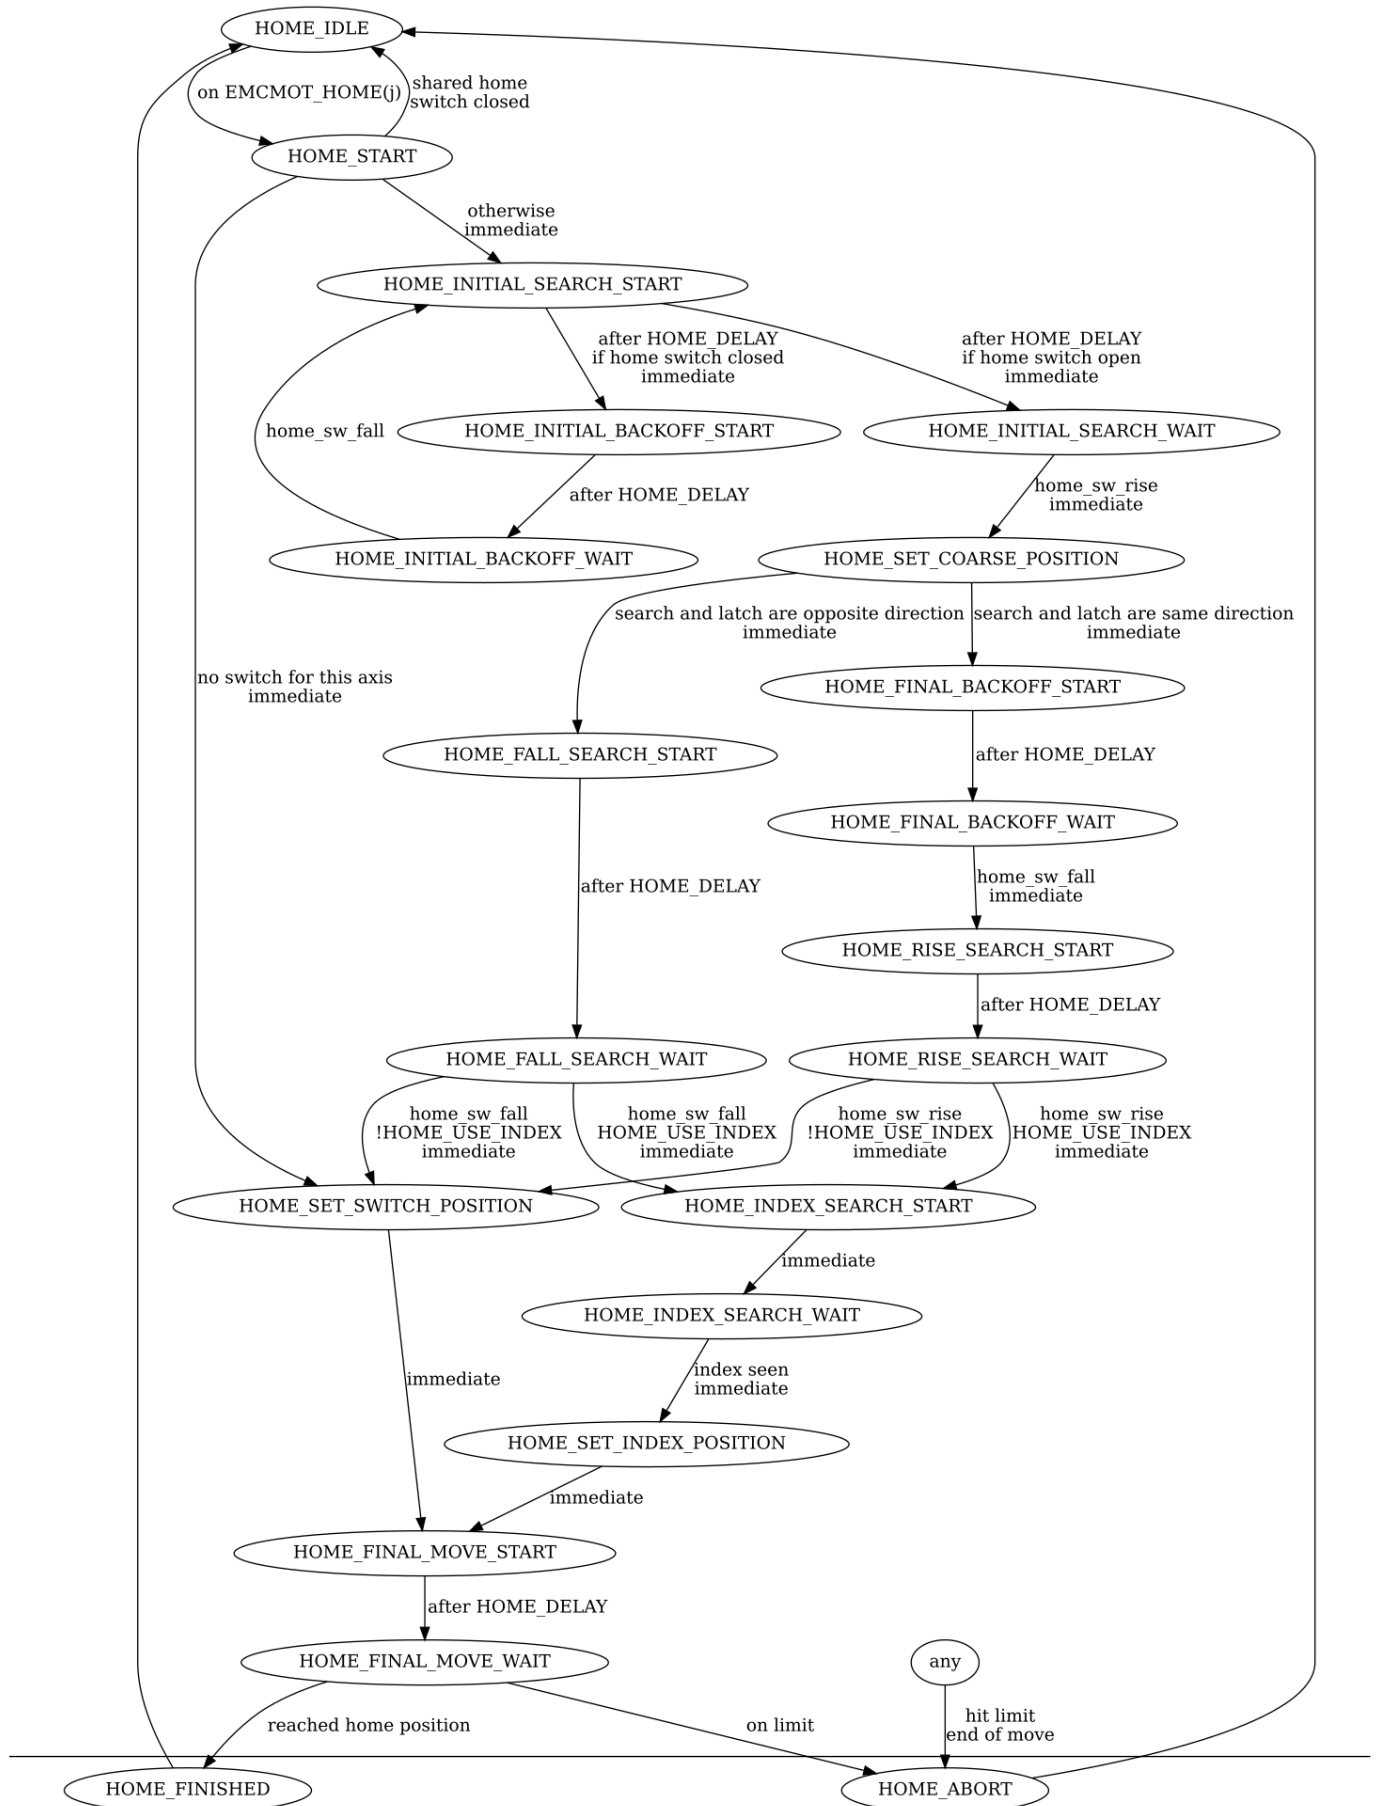 HOME_IDLE
on EMCMOT_HOME(j)
shared home
switch closed
HOME_START
otherwise
immediate
HOME_INITIAL_SEARCH_START
after HOME_DELAY
if home switch closed
immediate
after HOME_DELAY
if home switch open
immediate
home_sw_fall
HOME_INITIAL_BACKOFF_START
HOME_INITIAL_SEARCH_WAIT
after HOME_DELAY
home_sw_rise
immediate
HOME_INITIAL_BACKOFF_WAIT
HOME_SET_COARSE_POSITION
search and latch are opposite direction
immediate
search and latch are same direction
immediate
no switch for this axis
immediate
HOME_FINAL_BACKOFF_START
HOME_FALL_SEARCH_START
after HOME_DELAY
HOME_FINAL_BACKOFF_WAIT
after HOME_DELAY
home_sw_fall
immediate
HOME_RISE_SEARCH_START
after HOME_DELAY
HOME_FALL_SEARCH_WAIT
HOME_RISE_SEARCH_WAIT
home_sw_fall
!HOME_USE_INDEX
immediate
home_sw_fall
HOME_USE_INDEX
immediate
home_sw_rise
!HOME_USE_INDEX
immediate
home_sw_rise
HOME_USE_INDEX
immediate
HOME_SET_SWITCH_POSITION
HOME_INDEX_SEARCH_START
immediate
HOME_INDEX_SEARCH_WAIT
immediate
index seen
immediate
HOME_SET_INDEX_POSITION
immediate
HOME_FINAL_MOVE_START
after HOME_DELAY
HOME_FINAL_MOVE_WAIT
any
reached home position
on limit
hit limit
end of move
HOME_FINISHED
HOME_ABORT